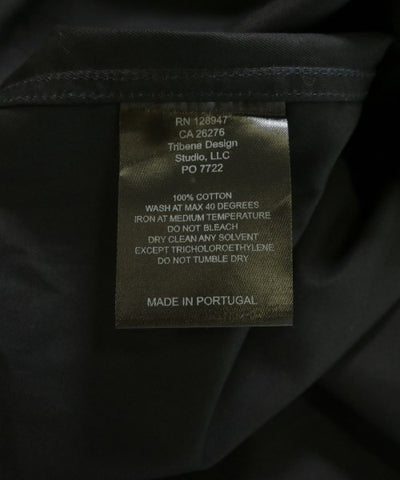 RN 128947
CA 26276
Tribena Design
Studio, LLC
PO 7722
100% COTTON
WASH AT MAX 40 DEGREES
IRON AT MEDIUM TEMPERATURE
DO NOT BLEACH
DRY CLEAN ANY SOLVENT
EXCEPT TRICHOLOROETHYLENE
DO NOT TUMBLE DRY
MADE IN PORTUGAL